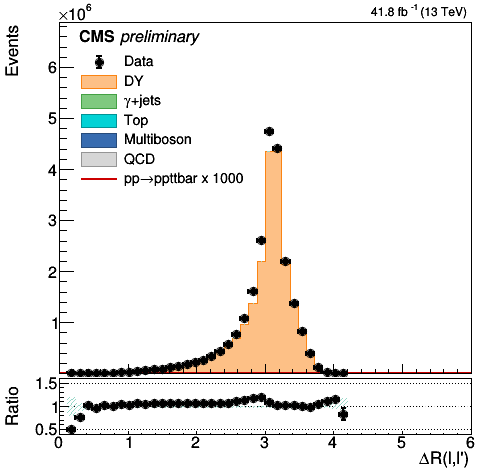 ×10⁶
41.8 fb⁻¹ (13 TeV)
Events
CMS preliminary
Data
DY
γ+jets
Top
Multiboson
QCD
pp→ppttbar x 1000
6
5
4
3
2
1
Ratio
1.5
1
0.5
0 1 2 3 4 5 6
ΔR(l,l')